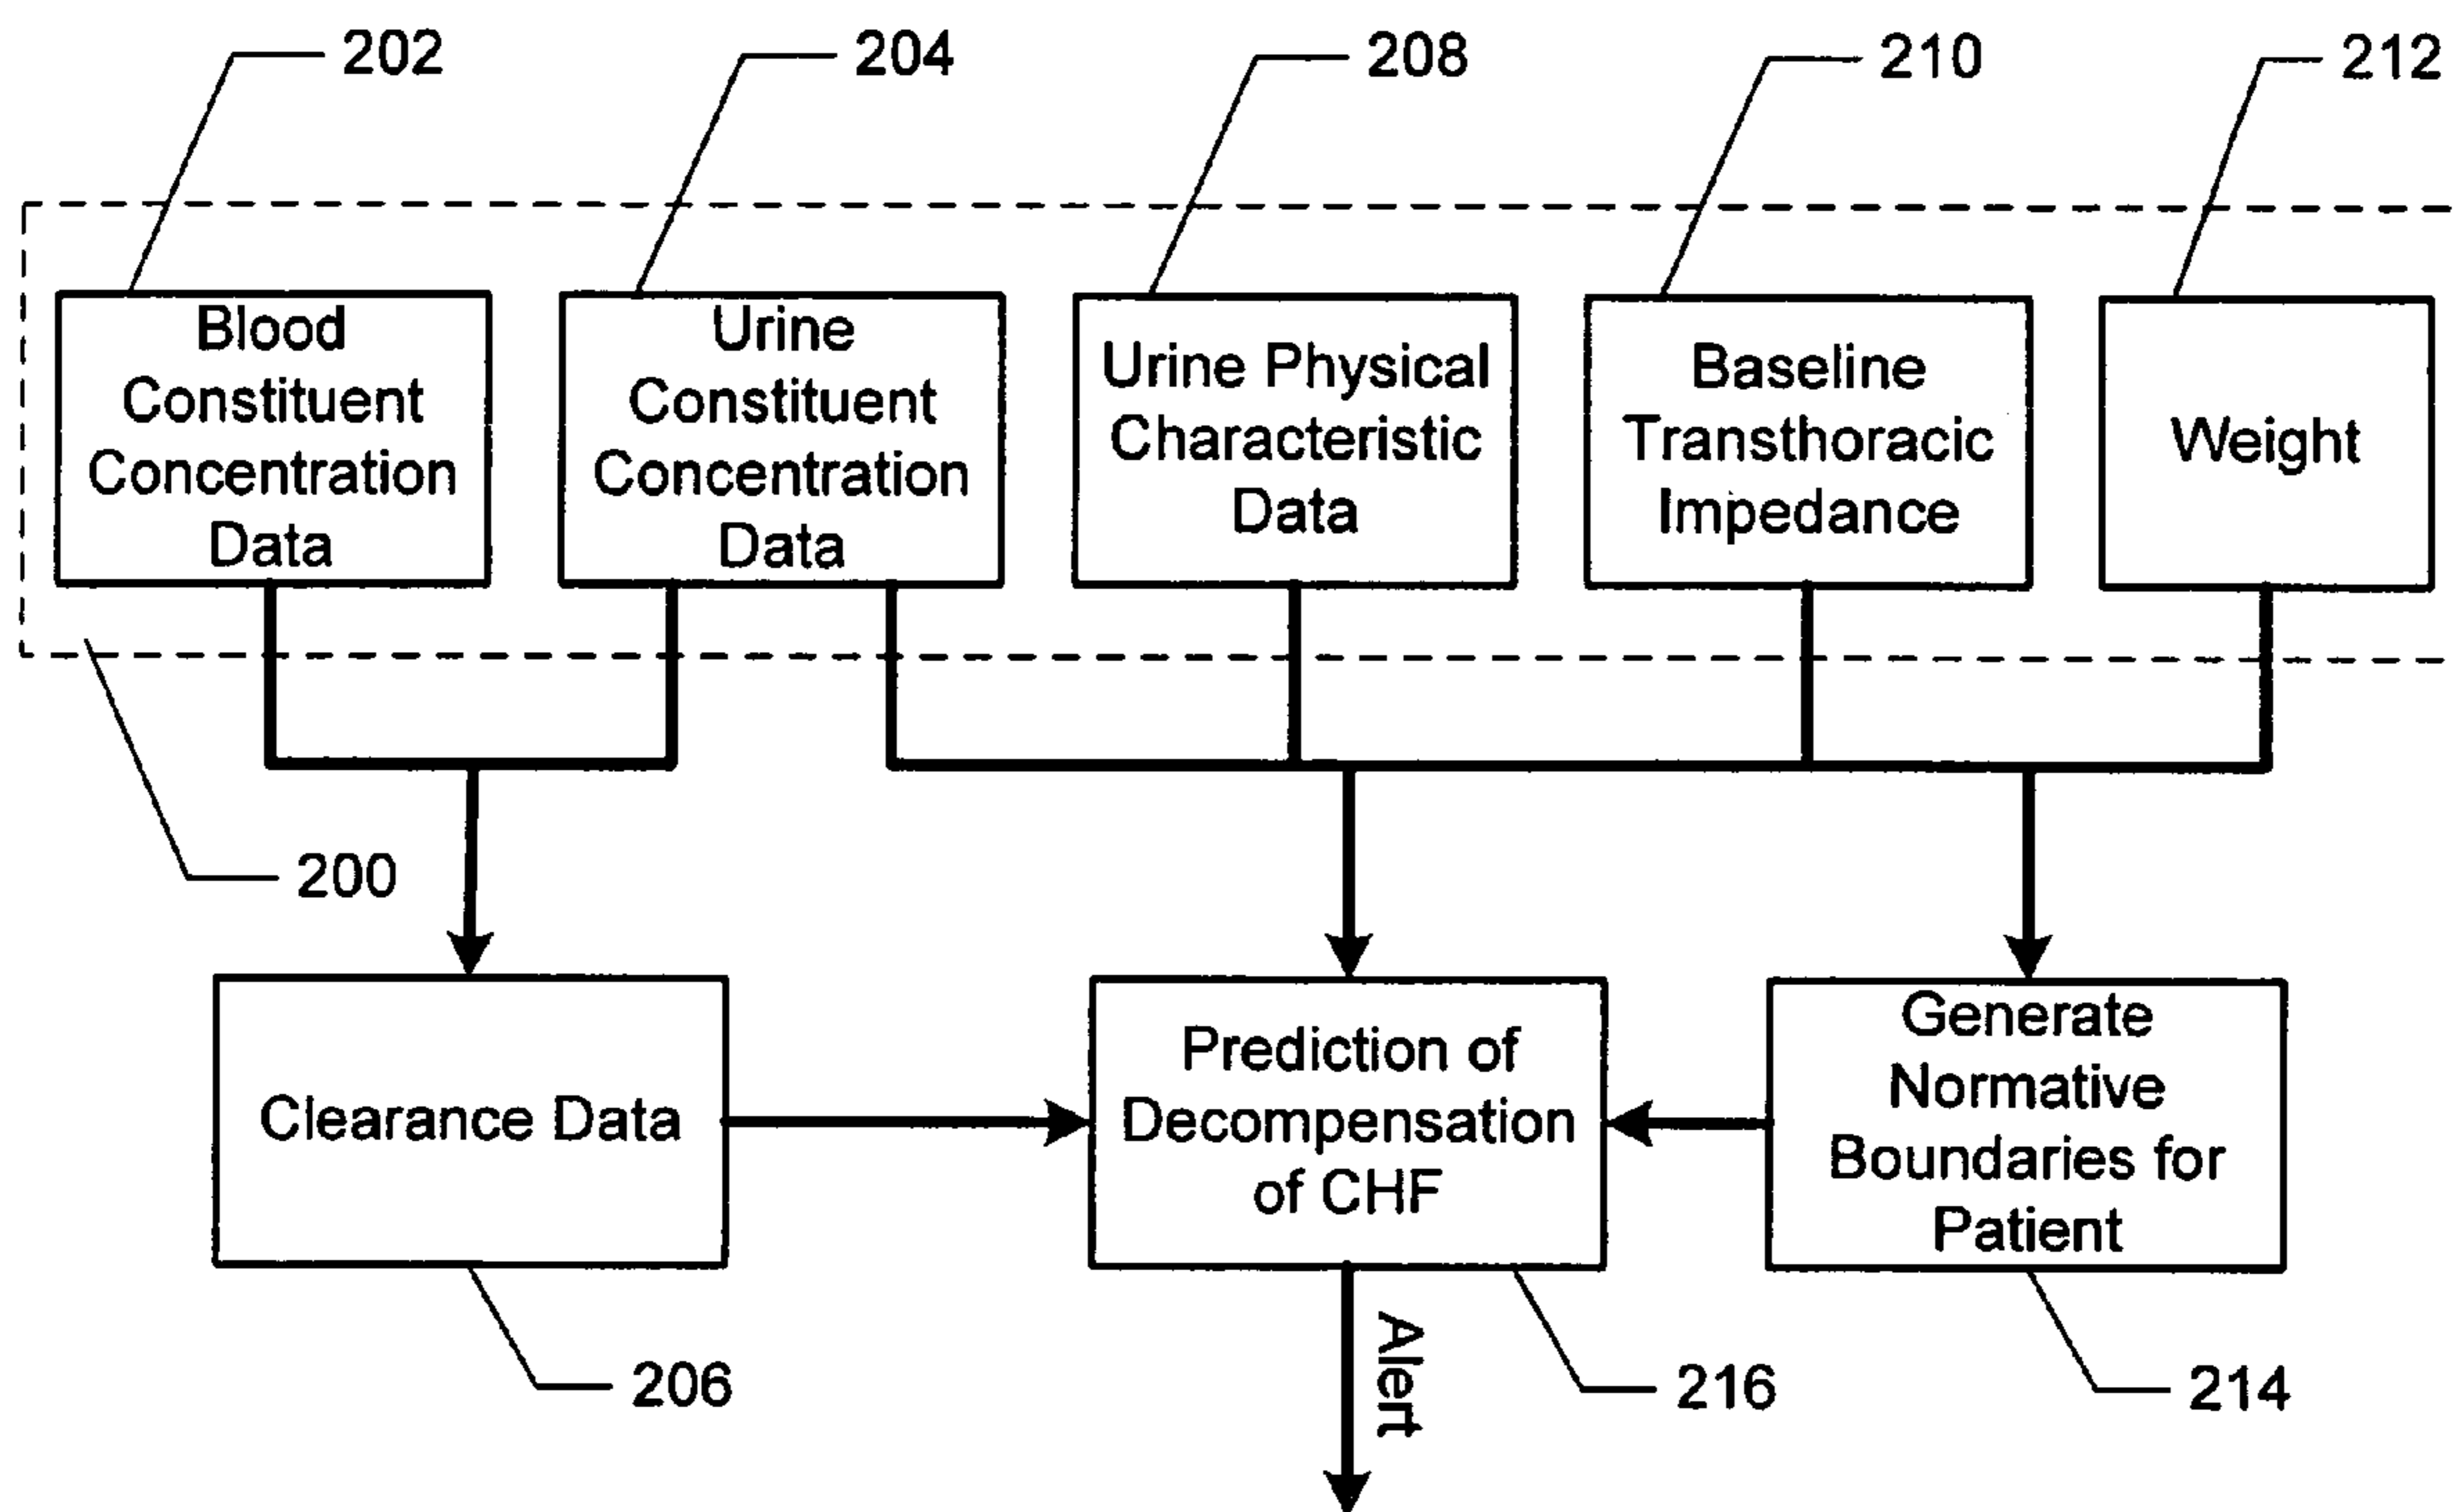 202
204
208
210
212
Blood
Constituent
Concentration
Data
Urine
Constituent
Concentration
Data
Urine Physical
Characteristic
Data
Baseline
Transthoracic
Impedance
Weight
200
Clearance Data
Prediction of
Decompensation
of CHF
Generate
Normative
Boundaries for
Patient
206
Alert
216
214